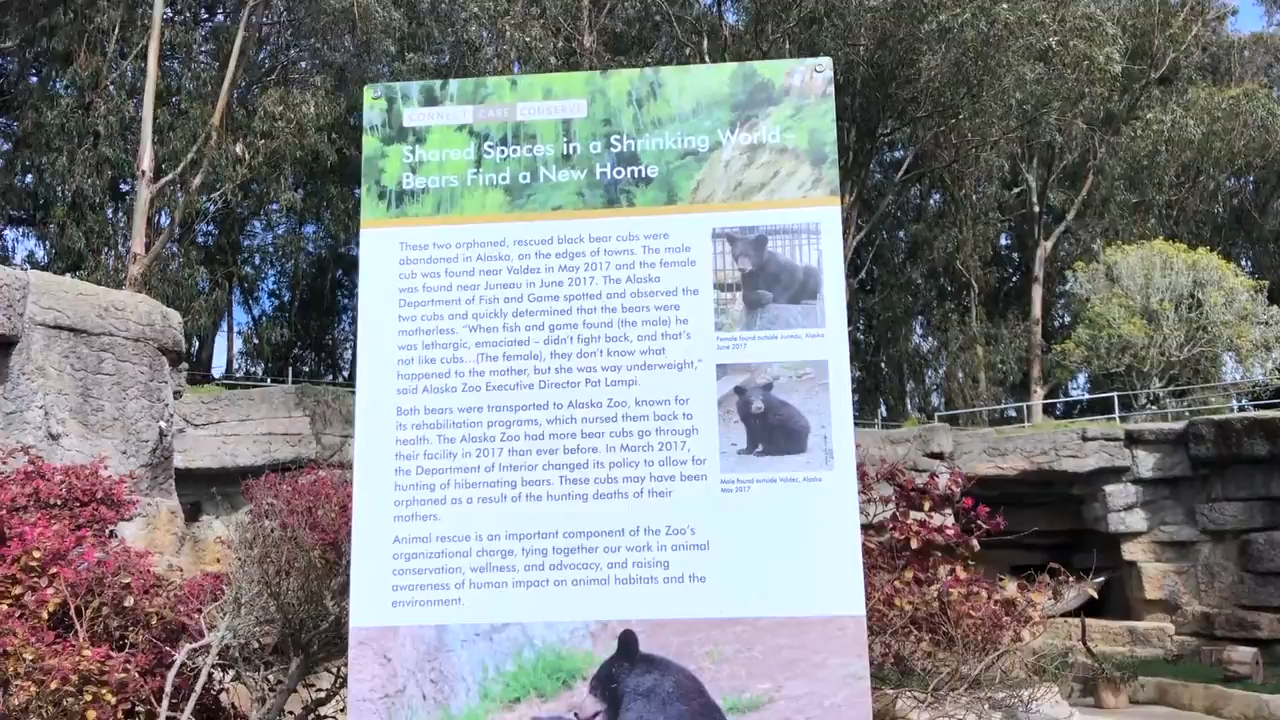 CONNECT CARE CONSERVE
Shared Spaces in a Shrinking World–
Bears Find a New Home
These two orphaned, rescued black bear cubs were
abandoned in Alaska, on the edges of towns. The male
cub was found near Valdez in May 2017 and the female
was found near Juneau in June 2017. The Alaska
Department of Fish and Game spotted and observed the
two cubs and quickly determined that the bears were
motherless. “When fish and game found (the male) he
was lethargic, emaciated – didn’t fight back, and that’s
not like cubs…(The female), they don’t know what
happened to the mother, but she was way underweight,”
said Alaska Zoo Executive Director Pat Lampi.
Both bears were transported to Alaska Zoo, known for
its rehabilitation programs, which nursed them back to
health. The Alaska Zoo had more bear cubs go through
their facility in 2017 than ever before. In March 2017,
the Department of Interior changed its policy to allow for
hunting of hibernating bears. These cubs may have been
orphaned as a result of the hunting deaths of their
mothers.
Animal rescue is an important component of the Zoo’s
organizational charge, tying together our work in animal
conservation, wellness, and advocacy, and raising
awareness of human impact on animal habitats and the
environment.
Female found outside Juneau, Alaska
June 2017
Male found outside Valdez, Alaska
May 2017